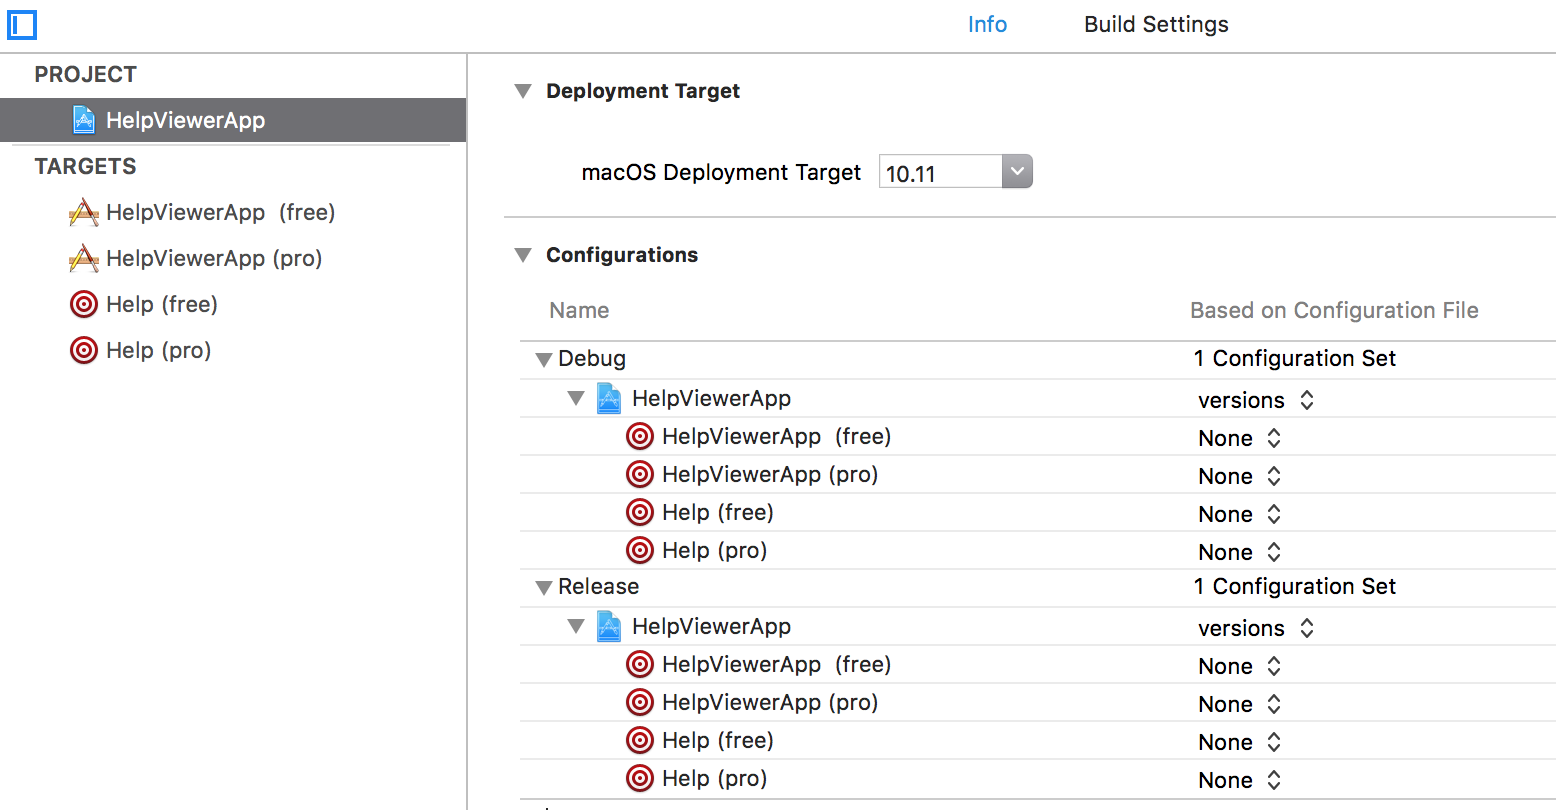 Info Build Settings
PROJECT
HelpViewerApp
TARGETS
HelpViewerApp (free)
HelpViewerApp (pro)
Help (free)
Help (pro)
Deployment Target
macOS Deployment Target 10.11
Configurations
Name Based on Configuration File
Debug 1 Configuration Set
HelpViewerApp versions
HelpViewerApp (free) None
HelpViewerApp (pro) None
Help (free) None
Help (pro) None
Release 1 Configuration Set
HelpViewerApp versions
HelpViewerApp (free) None
HelpViewerApp (pro) None
Help (free) None
Help (pro) None